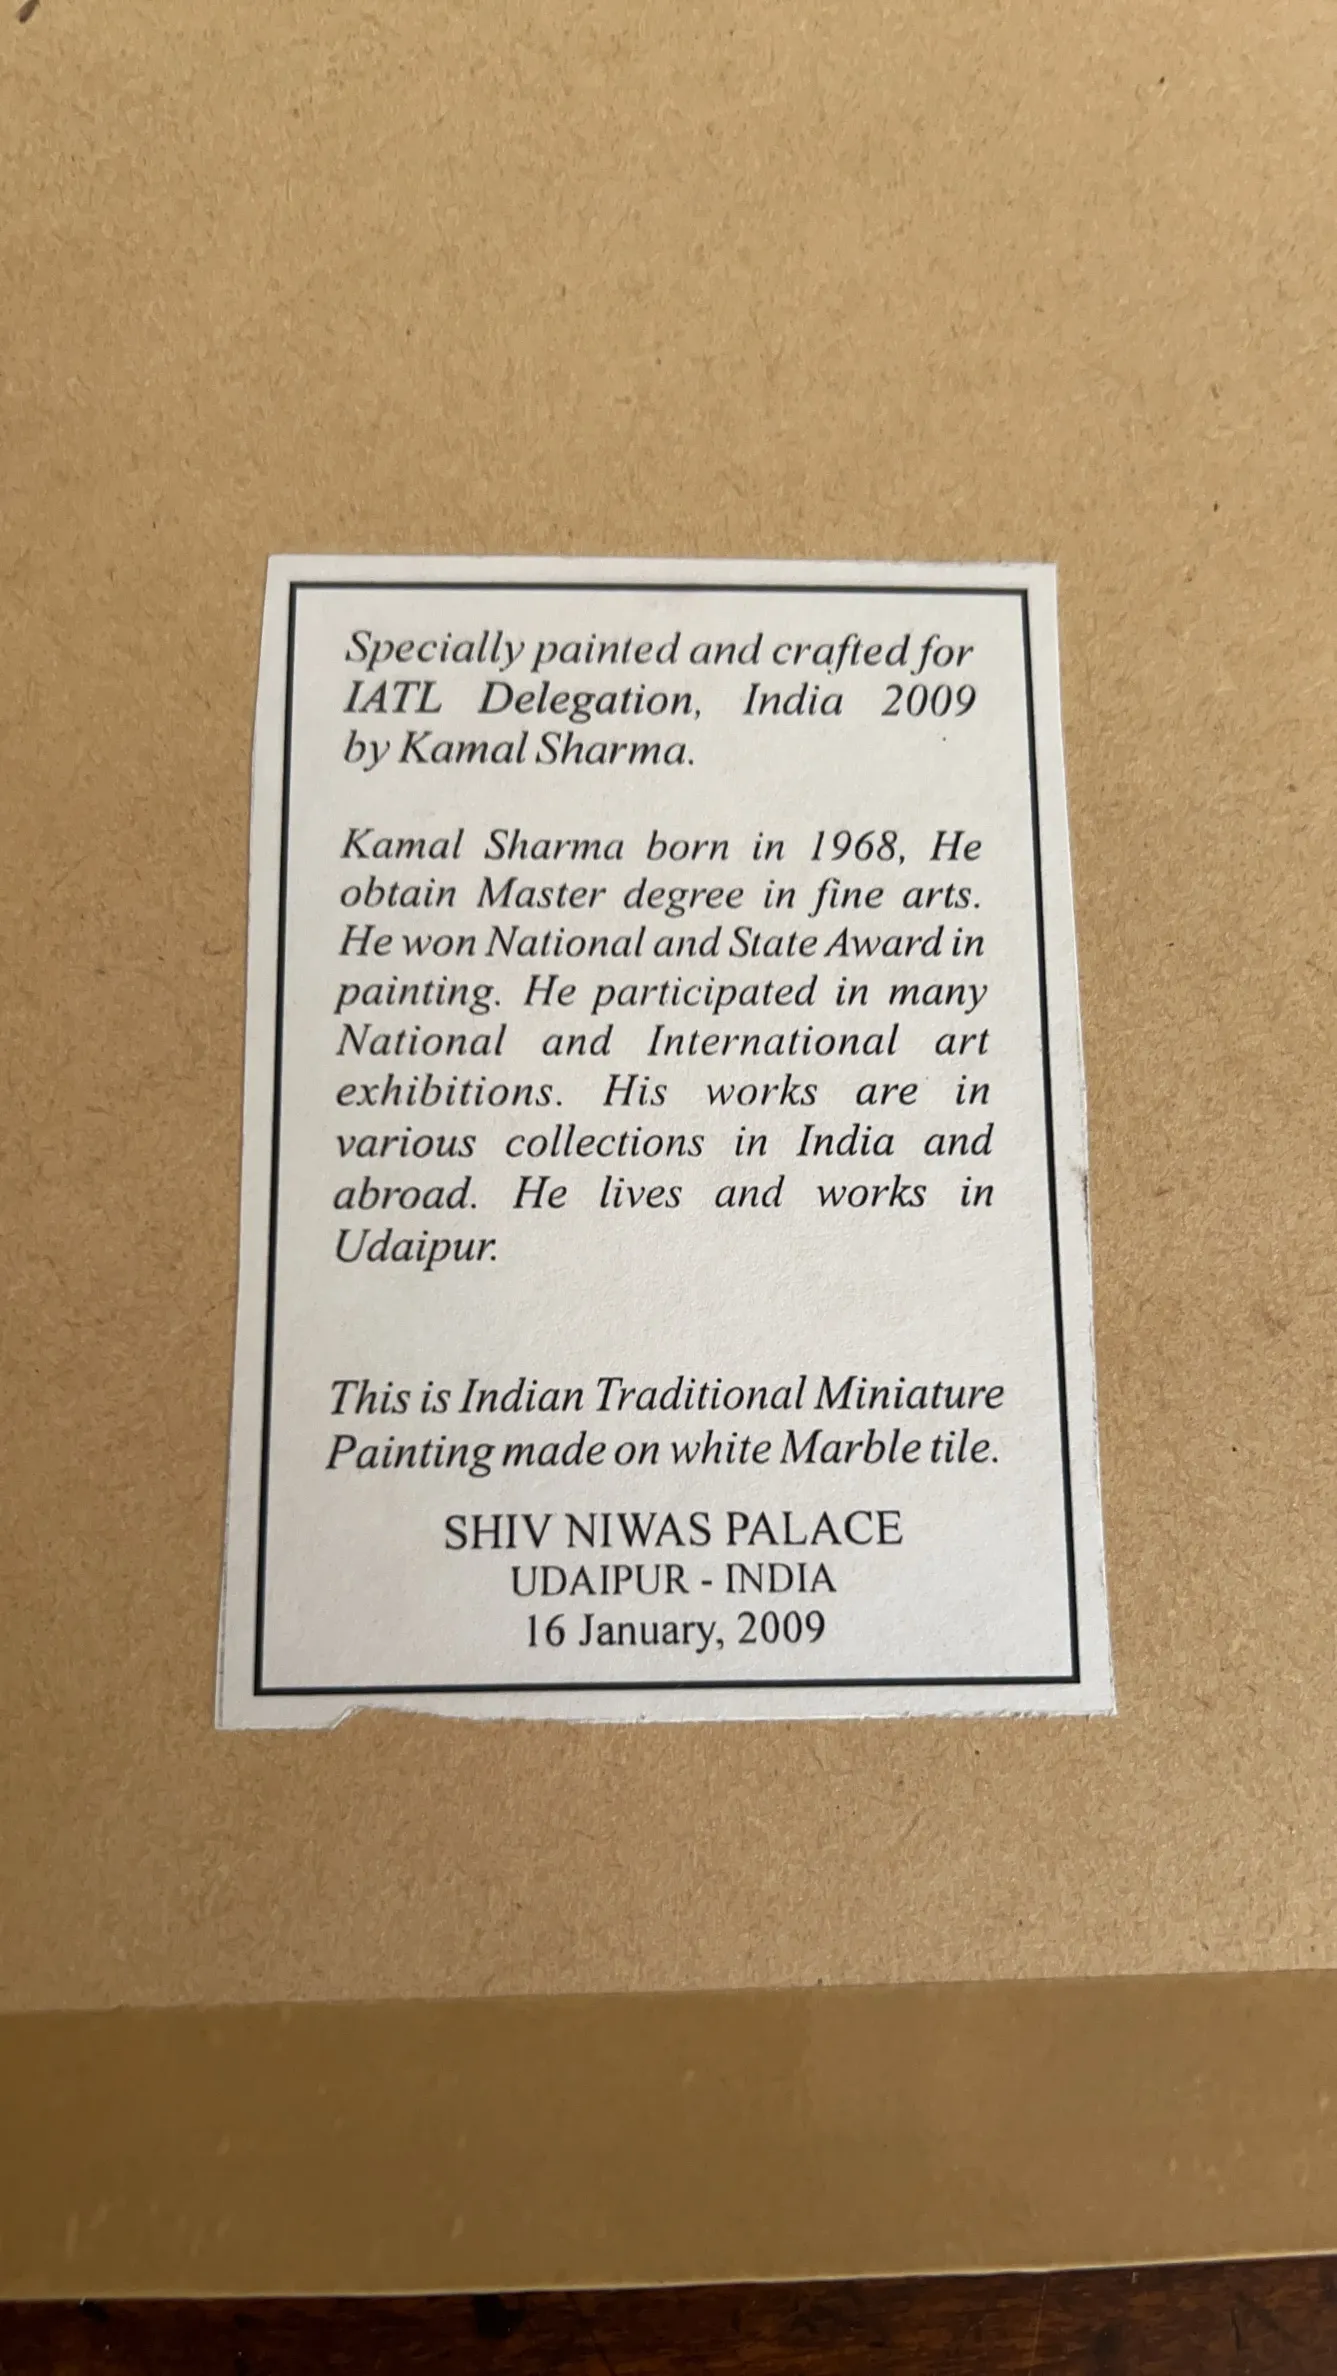 Specially painted and crafted for
IATL Delegation, India 2009
by Kamal Sharma.
Kamal Sharma born in 1968, He
obtain Master degree in fine arts.
He won National and State Award in
painting. He participated in many
National and International art
exhibitions. His works are in
various collections in India and
abroad. He lives and works in
Udaipur.
This is Indian Traditional Miniature
Painting made on white Marble tile.
SHIV NIWAS PALACE
UDAIPUR - INDIA
16 January, 2009